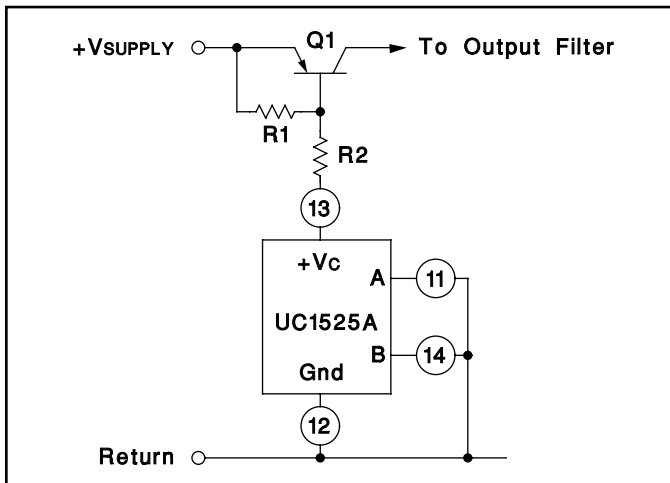 +VSUPPLY
Q1
To Output Filter
R1
R2
13
+VC
A
11
UC1525A
B
14
Gnd
12
Return